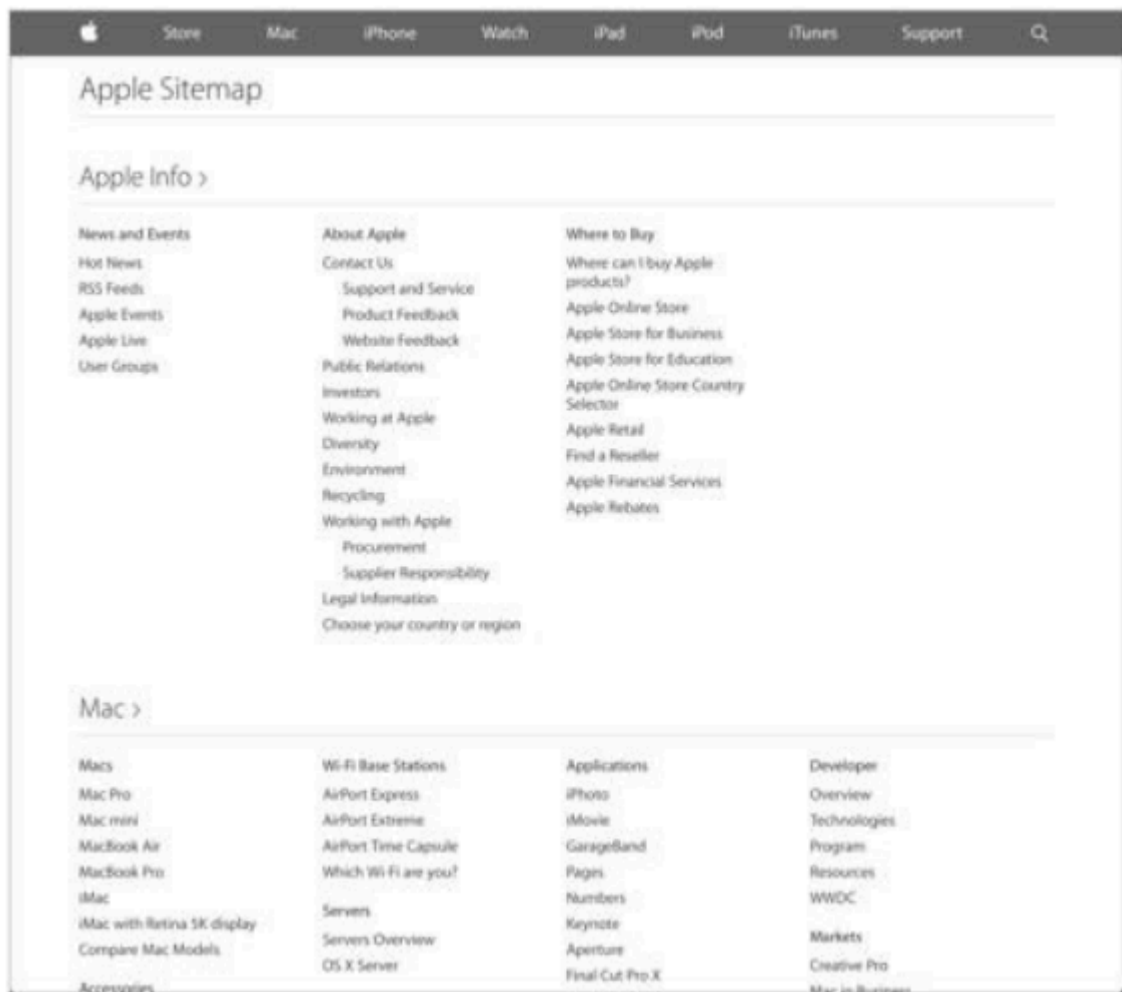 Store Mac iPhone Watch iPad iPod iTunes Support
Apple Sitemap
Apple Info >
News and Events
Hot News
RSS Feeds
Apple Events
Apple Live
User Groups
About Apple
Contact Us
Support and Service
Product Feedback
Website Feedback
Public Relations
Investors
Working at Apple
Diversity
Environment
Recycling
Working with Apple
Procurement
Supplier Responsibility
Legal Information
Choose your country or region
Where to Buy
Where can I buy Apple
products?
Apple Online Store
Apple Store for Business
Apple Store for Education
Apple Online Store Country
Selector
Apple Retail
Find a Reseller
Apple Financial Services
Apple Rebates
Mac >
Macs
Mac Pro
Mac mini
MacBook Air
MacBook Pro
iMac
iMac with Retina 5K display
Compare Mac Models
Accessories
Wi-Fi Base Stations
AirPort Express
AirPort Extreme
AirPort Time Capsule
Which Wi-Fi are you?
Servers
Servers Overview
OS X Server
Applications
iPhoto
iMovie
GarageBand
Pages
Numbers
Keynote
Aperture
Final Cut Pro X
Developer
Overview
Technologies
Program
Resources
WWDC
Markets
Creative Pro
Mac in Business